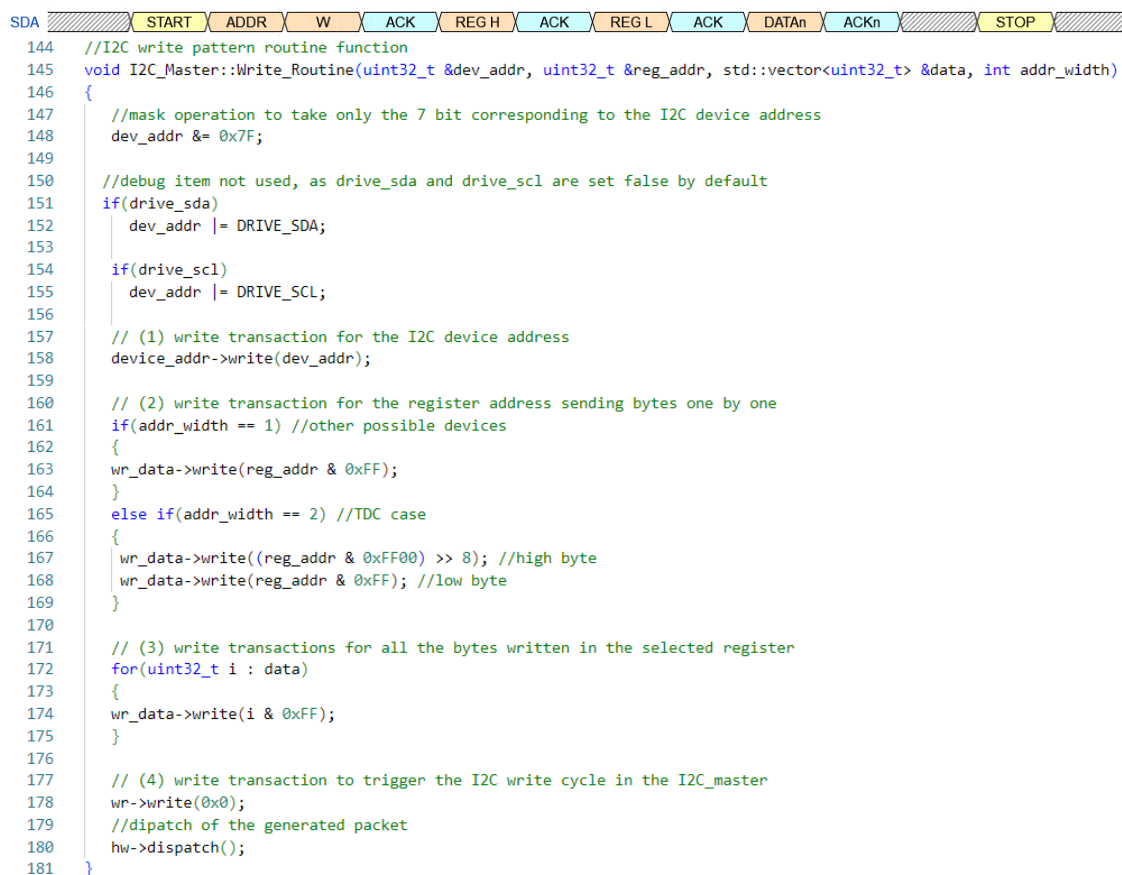 SDA START ADDR W ACK REG H ACK REG L ACK DATAn ACKn STOP
144 //I2C write pattern routine function
145 void I2C_Master::Write_Routine(uint32_t &dev_addr, uint32_t &reg_addr, std::vector<uint32_t> &data, int addr_width)
146 {
147 //mask operation to take only the 7 bit corresponding to the I2C device address
148 dev_addr &= 0x7F;
149
150 //debug item not used, as drive_sda and drive_scl are set false by default
151 if(drive_sda)
152 dev_addr |= DRIVE_SDA;
153
154 if(drive_scl)
155 dev_addr |= DRIVE_SCL;
156
157 // (1) write transaction for the I2C device address
158 device_addr->write(dev_addr);
159
160 // (2) write transaction for the register address sending bytes one by one
161 if(addr_width == 1) //other possible devices
162 {
163 wr_data->write(reg_addr & 0xFF);
164 }
165 else if(addr_width == 2) //TDC case
166 {
167 wr_data->write((reg_addr & 0xFF00) >> 8); //high byte
168 wr_data->write(reg_addr & 0xFF); //low byte
169 }
170
171 // (3) write transactions for all the bytes written in the selected register
172 for(uint32_t i : data)
173 {
174 wr_data->write(i & 0xFF);
175 }
176
177 // (4) write transaction to trigger the I2C write cycle in the I2C_master
178 wr->write(0x0);
179 //dipatch of the generated packet
180 hw->dispatch();
181 }